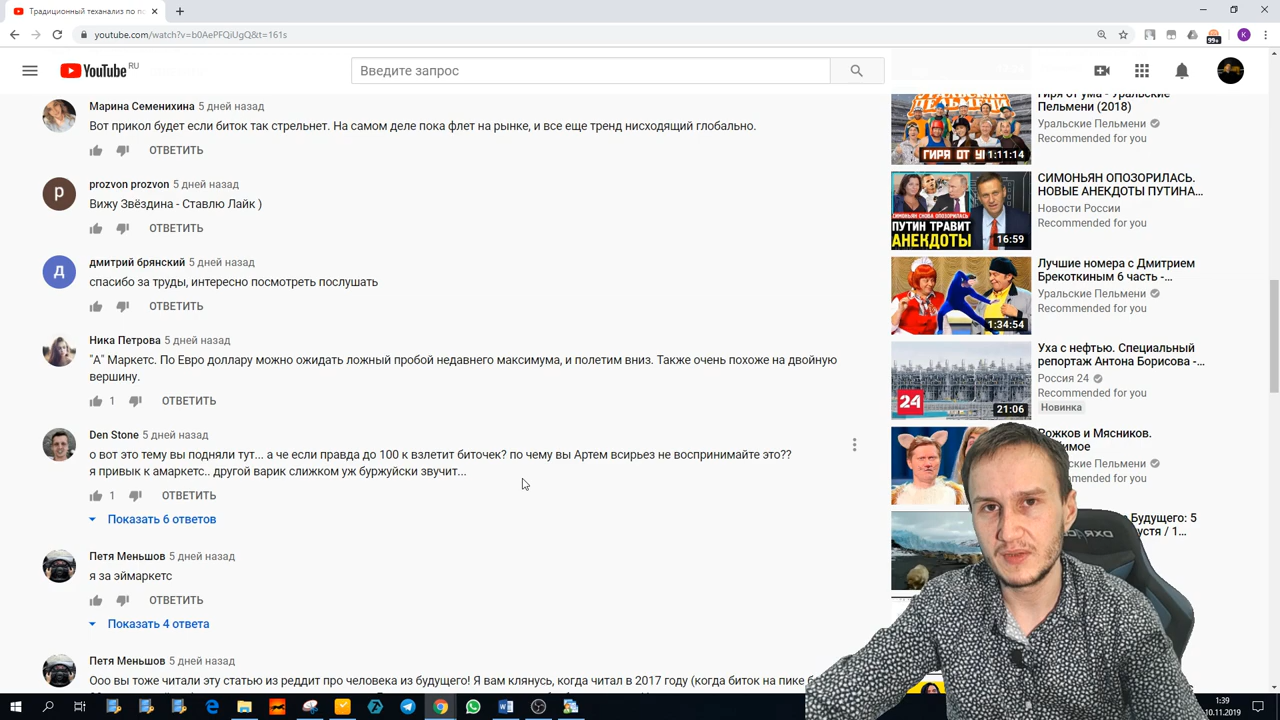 Традиционный теханализ по п
youtube.com/watch?v=b0AePFQiUgQ&t=161s
99+
K
YouTube RU
Введите запрос
Марина Семенихина 5 дней назад
Вот прикол будет если биток так стрельнет. На самом деле пока флет на рынке, и все еще тренд нисходящий глобально.
ОТВЕТИТЬ
p
prozvon prozvon 5 дней назад
Вижу Звёздина - Ставлю Лайк )
ОТВЕТИТЬ
д
дмитрий брянский 5 дней назад
спасибо за труды, интересно посмотреть послушать
ОТВЕТИТЬ
Ника Петрова 5 дней назад
"А" Маркетс. По Евро доллару можно ожидать ложный пробой недавнего максимума, и полетим вниз. Также очень похоже на двойную
вершину.
1 ОТВЕТИТЬ
Den Stone 5 дней назад
о вот это тему вы подняли тут... а че если правда до 100 к взлетит биточек? по чему вы Артем всирьез не воспринимайте это??
я привык к амаркетс.. другой варик слижком уж буржуйски звучит...
1 ОТВЕТИТЬ
Показать 6 ответов
Петя Меньшов 5 дней назад
я за эймаркетс
ОТВЕТИТЬ
Показать 4 ответа
Петя Меньшов 5 дней назад
Ооо вы тоже читали эту статью из реддит про человека из будущего! Я вам клянусь, когда читал в 2017 году (когда биток на пике
Гиря от ума - Уральские
Пельмени (2018)
Уральские Пельмени
Recommended for you
ГИРЯ ОТ У
1:11:14
СИМОНЬЯН ОПОЗОРИЛАСЬ.
НОВЫЕ АНЕКДОТЫ ПУТИНА...
Новости России
Recommended for you
СИМОНЬЯН СНОВА ОПОЗОРИЛАСЬ
ПУТИН ТРАВИТ
АНЕКДОТЫ
16:59
Лучшие номера с Дмитрием
Брекоткиным 6 часть -...
Уральские Пельмени
Recommended for you
1:34:54
Уха с нефтью. Специальный
репортаж Антона Борисова -...
Россия 24
Recommended for you
Новинка
24
21:06
Рожков и Мясников.
Уральские Пельмени
Будущего: 5
DXRACER
1:39
10.11.2019